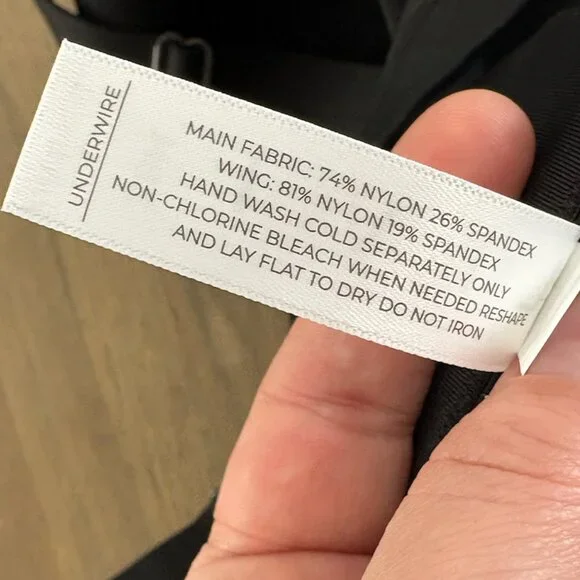 UNDERWIRE
MAIN FABRIC: 74% NYLON 26% SPANDEX
WING: 81% NYLON 19% SPANDEX
HAND WASH COLD SEPARATELY ONLY
NON-CHLORINE BLEACH WHEN NEEDED RESHAPE
AND LAY FLAT TO DRY DO NOT IRON